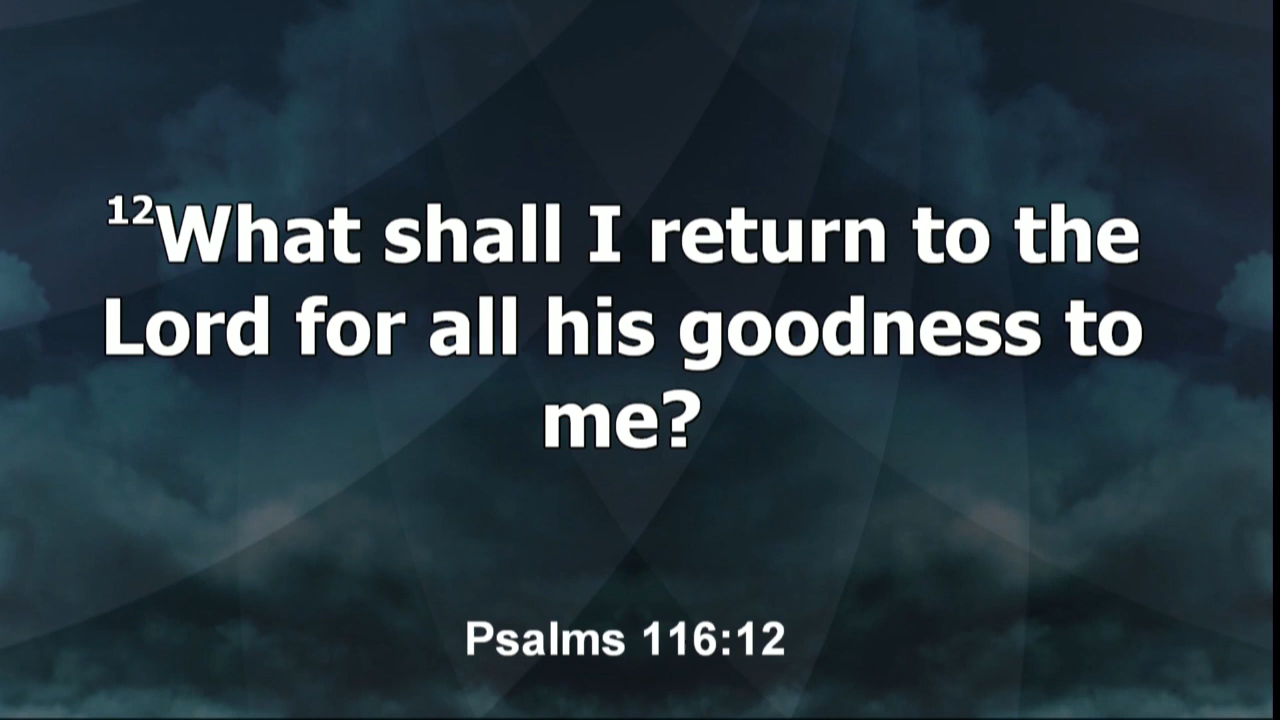 12What shall I return to the
Lord for all his goodness to
me?
Psalms 116:12